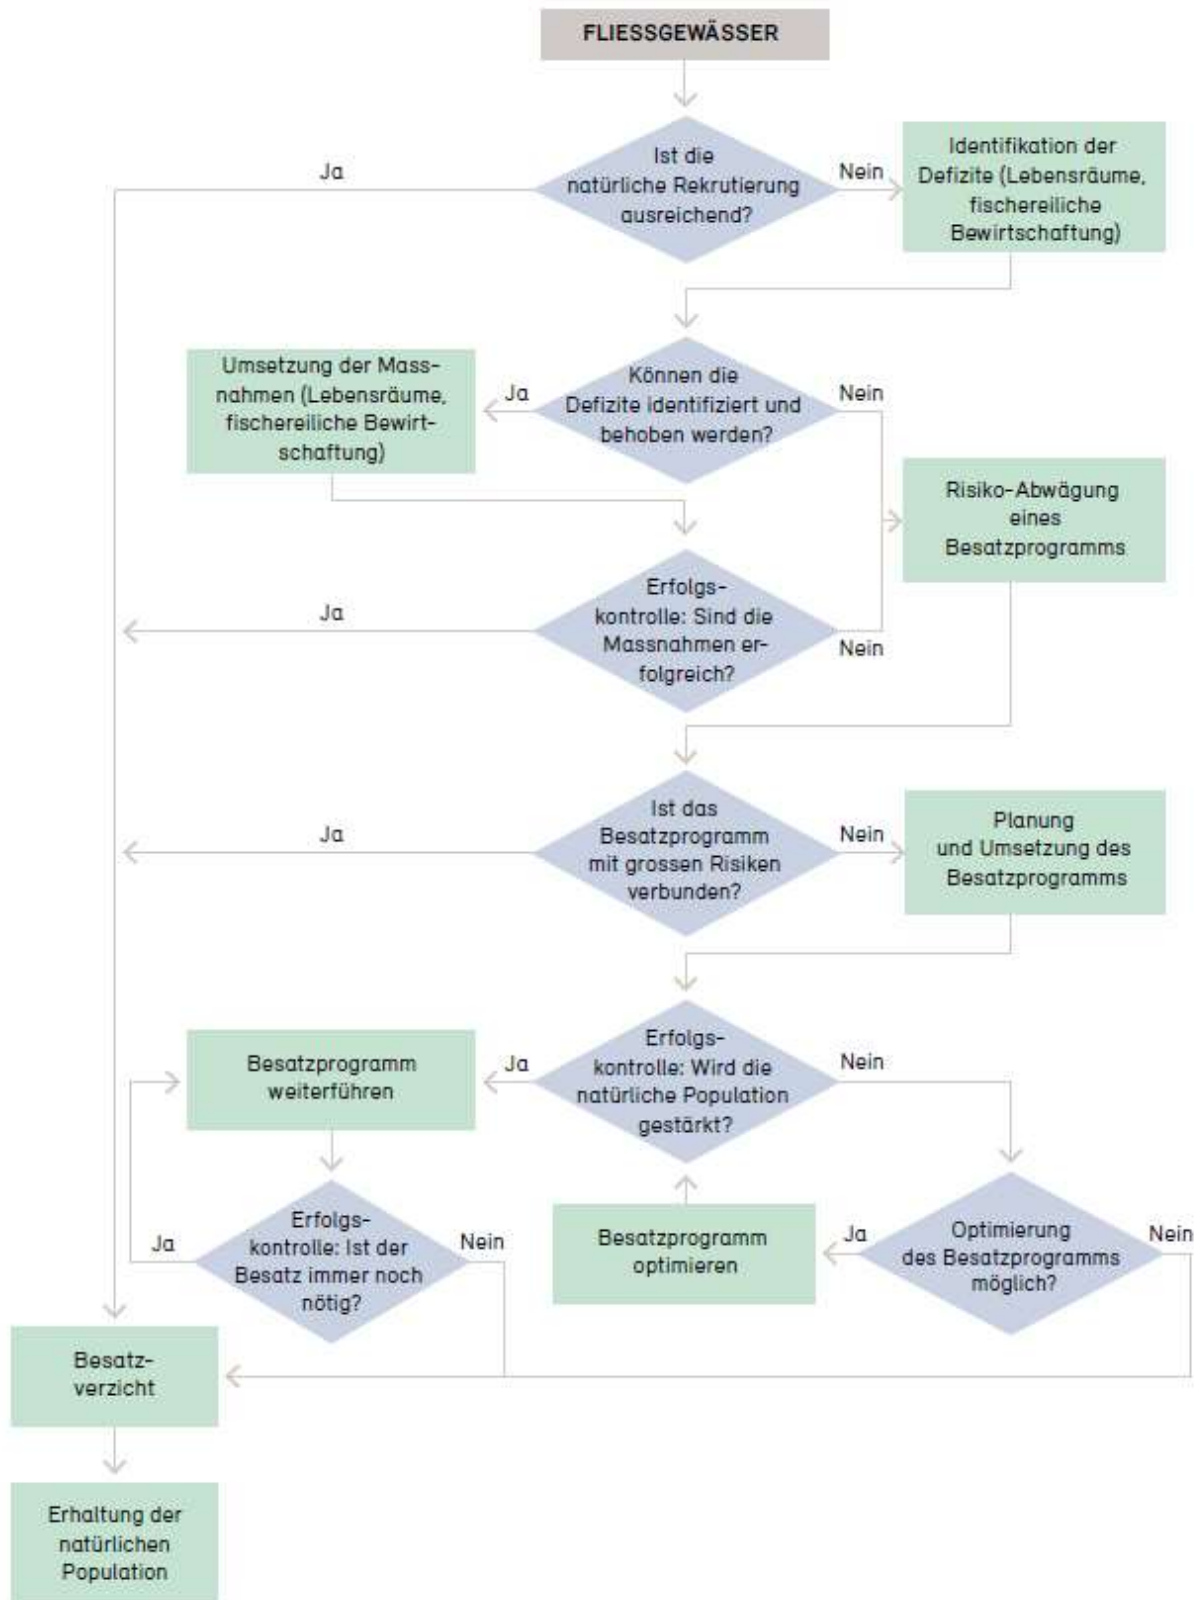 FLIESSGEWÄSSER
Ist die
natürliche Rekrutierung
ausreichend?
Ja
Nein
Identifikation der
Defizite (Lebensräume,
fischereiliche
Bewirtschaftung)
Können die
Defizite identifiziert und
behoben werden?
Ja
Nein
Umsetzung der Mass-
nahmen (Lebensräume,
fischereiliche Bewirt-
schaftung)
Risiko-Abwägung
eines
Besatzprogramms
Erfolgs-
kontrolle: Sind die
Massnahmen er-
folgreich?
Ja
Nein
Ist das
Besatzprogramm
mit grossen Risiken
verbunden?
Ja
Nein
Planung
und Umsetzung des
Besatzprogramms
Erfolgs-
kontrolle: Wird die
natürliche Population
gestärkt?
Ja
Nein
Besatzprogramm
weiterführen
Erfolgs-
kontrolle: Ist der
Besatz immer noch
nötig?
Ja
Nein
Besatzprogramm
optimieren
Ja
Optimierung
des Besatzprogramms
möglich?
Nein
Besatz-
verzicht
Erhaltung der
natürlichen
Population